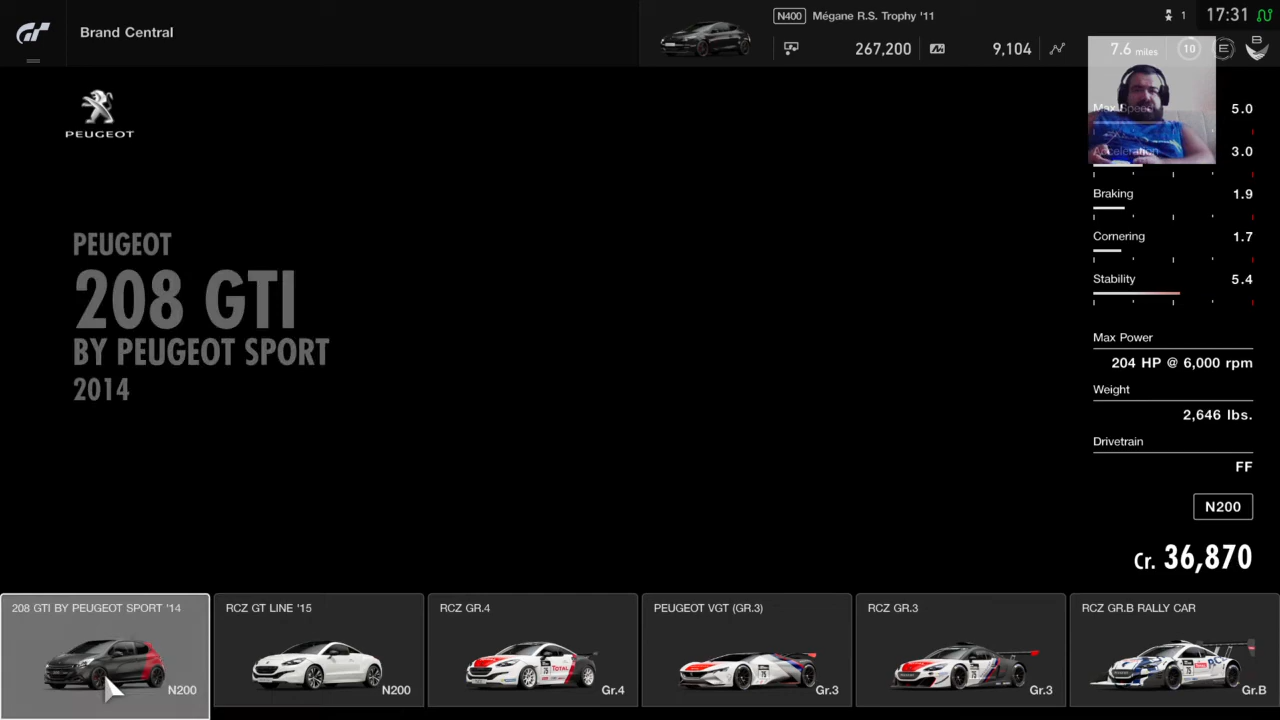 GT
Brand Central
N400 Mégane R.S. Trophy '11
267,200 9,104 7.6 miles 10 E B
1 17:31
PEUGEOT
PEUGEOT
208 GTI
BY PEUGEOT SPORT
2014
Max Speed 5.0
Acceleration 3.0
Braking 1.9
Cornering 1.7
Stability 5.4
Max Power
204 HP @ 6,000 rpm
Weight
2,646 lbs.
Drivetrain
FF
N200
Cr. 36,870
208 GTI BY PEUGEOT SPORT '14
N200
RCZ GT LINE '15
N200
RCZ GR.4
Gr.4
PEUGEOT VGT (GR.3)
Gr.3
RCZ GR.3
Gr.3
RCZ GR.B RALLY CAR
Gr.B